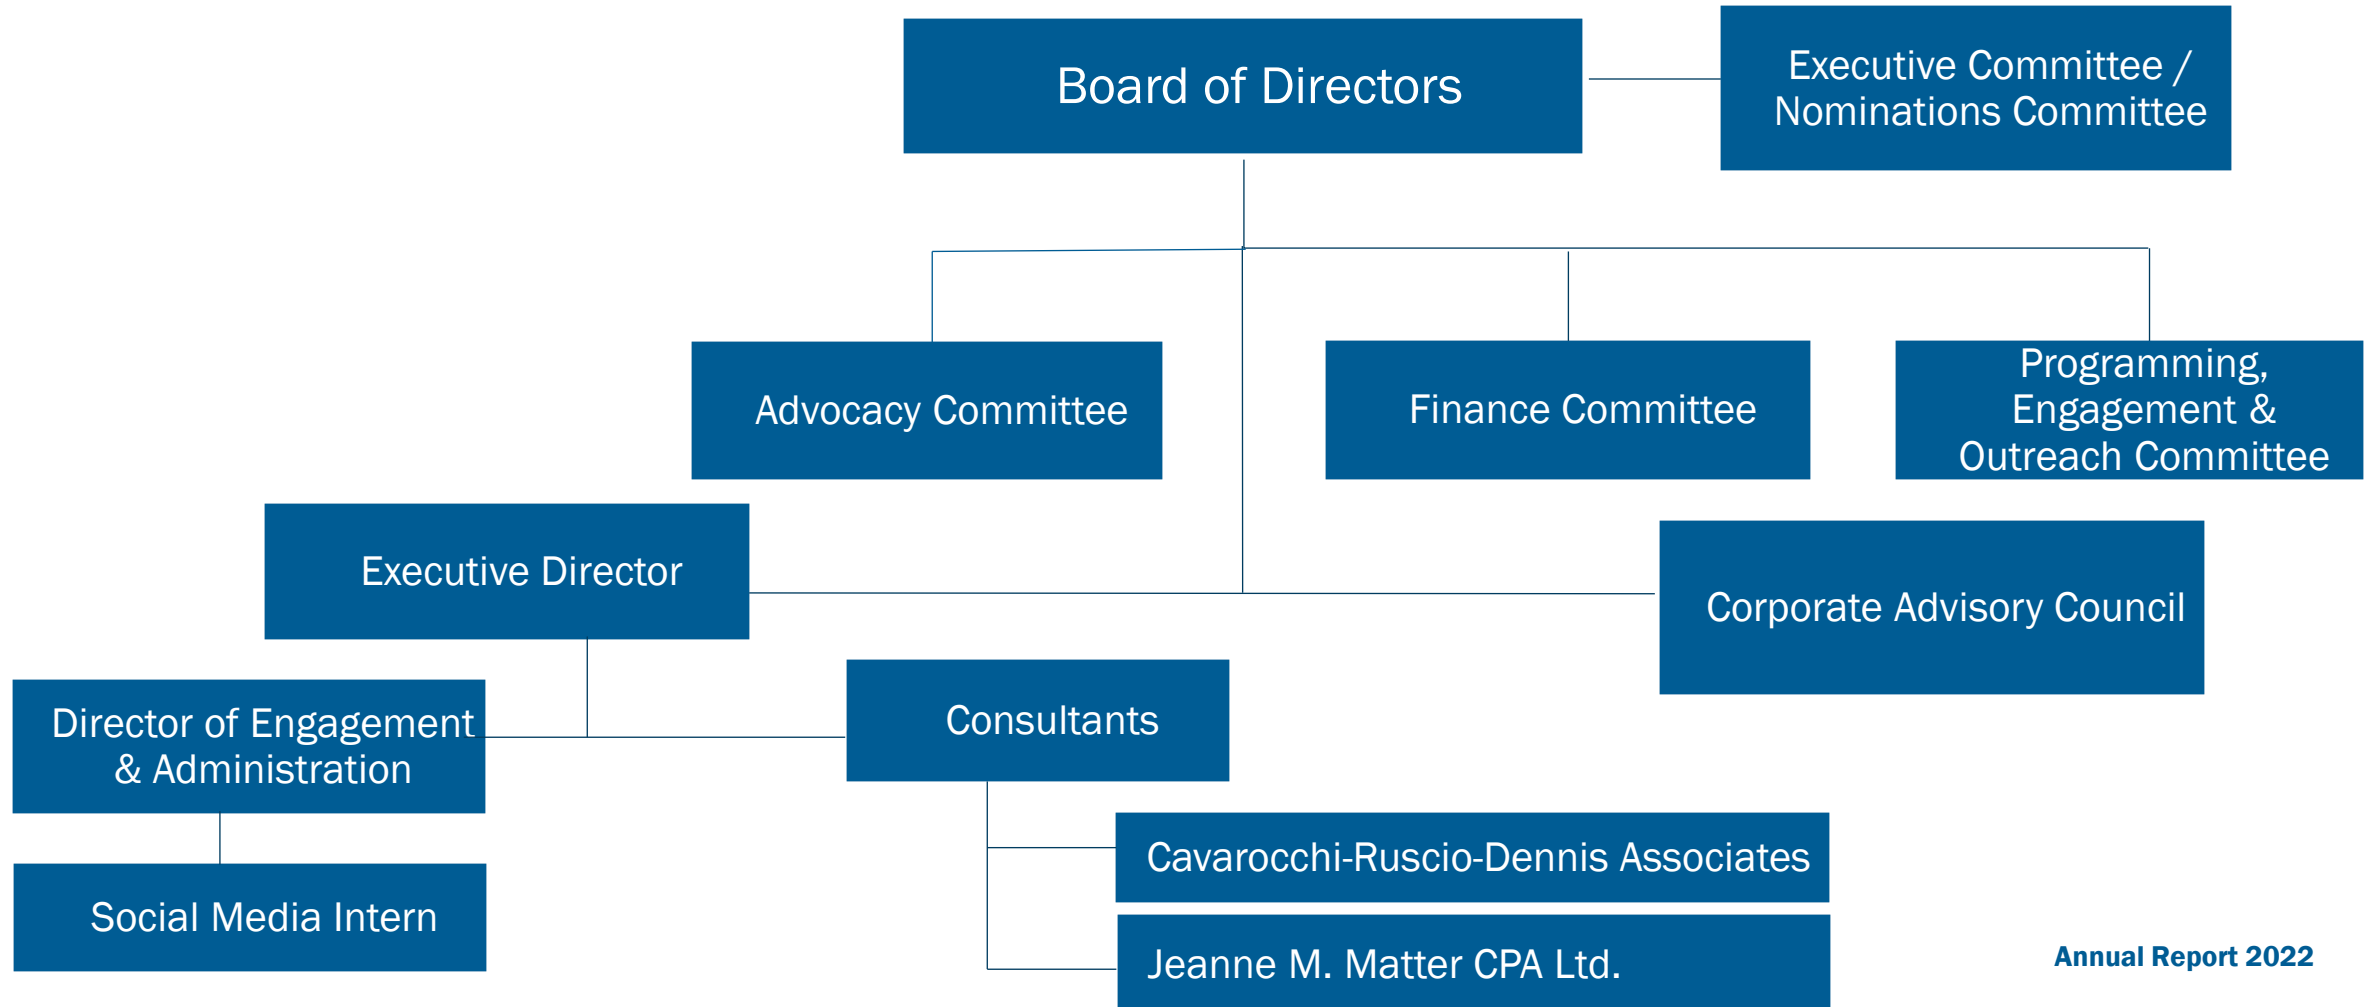 Board of Directors
Executive Committee /
Nominations Committee
Advocacy Committee
Finance Committee
Programming,
Engagement &
Outreach Committee
Executive Director
Corporate Advisory Council
Director of Engagement
& Administration
Consultants
Cavarocchi-Ruscio-Dennis Associates
Social Media Intern
Jeanne M. Matter CPA Ltd.
Annual Report 2022